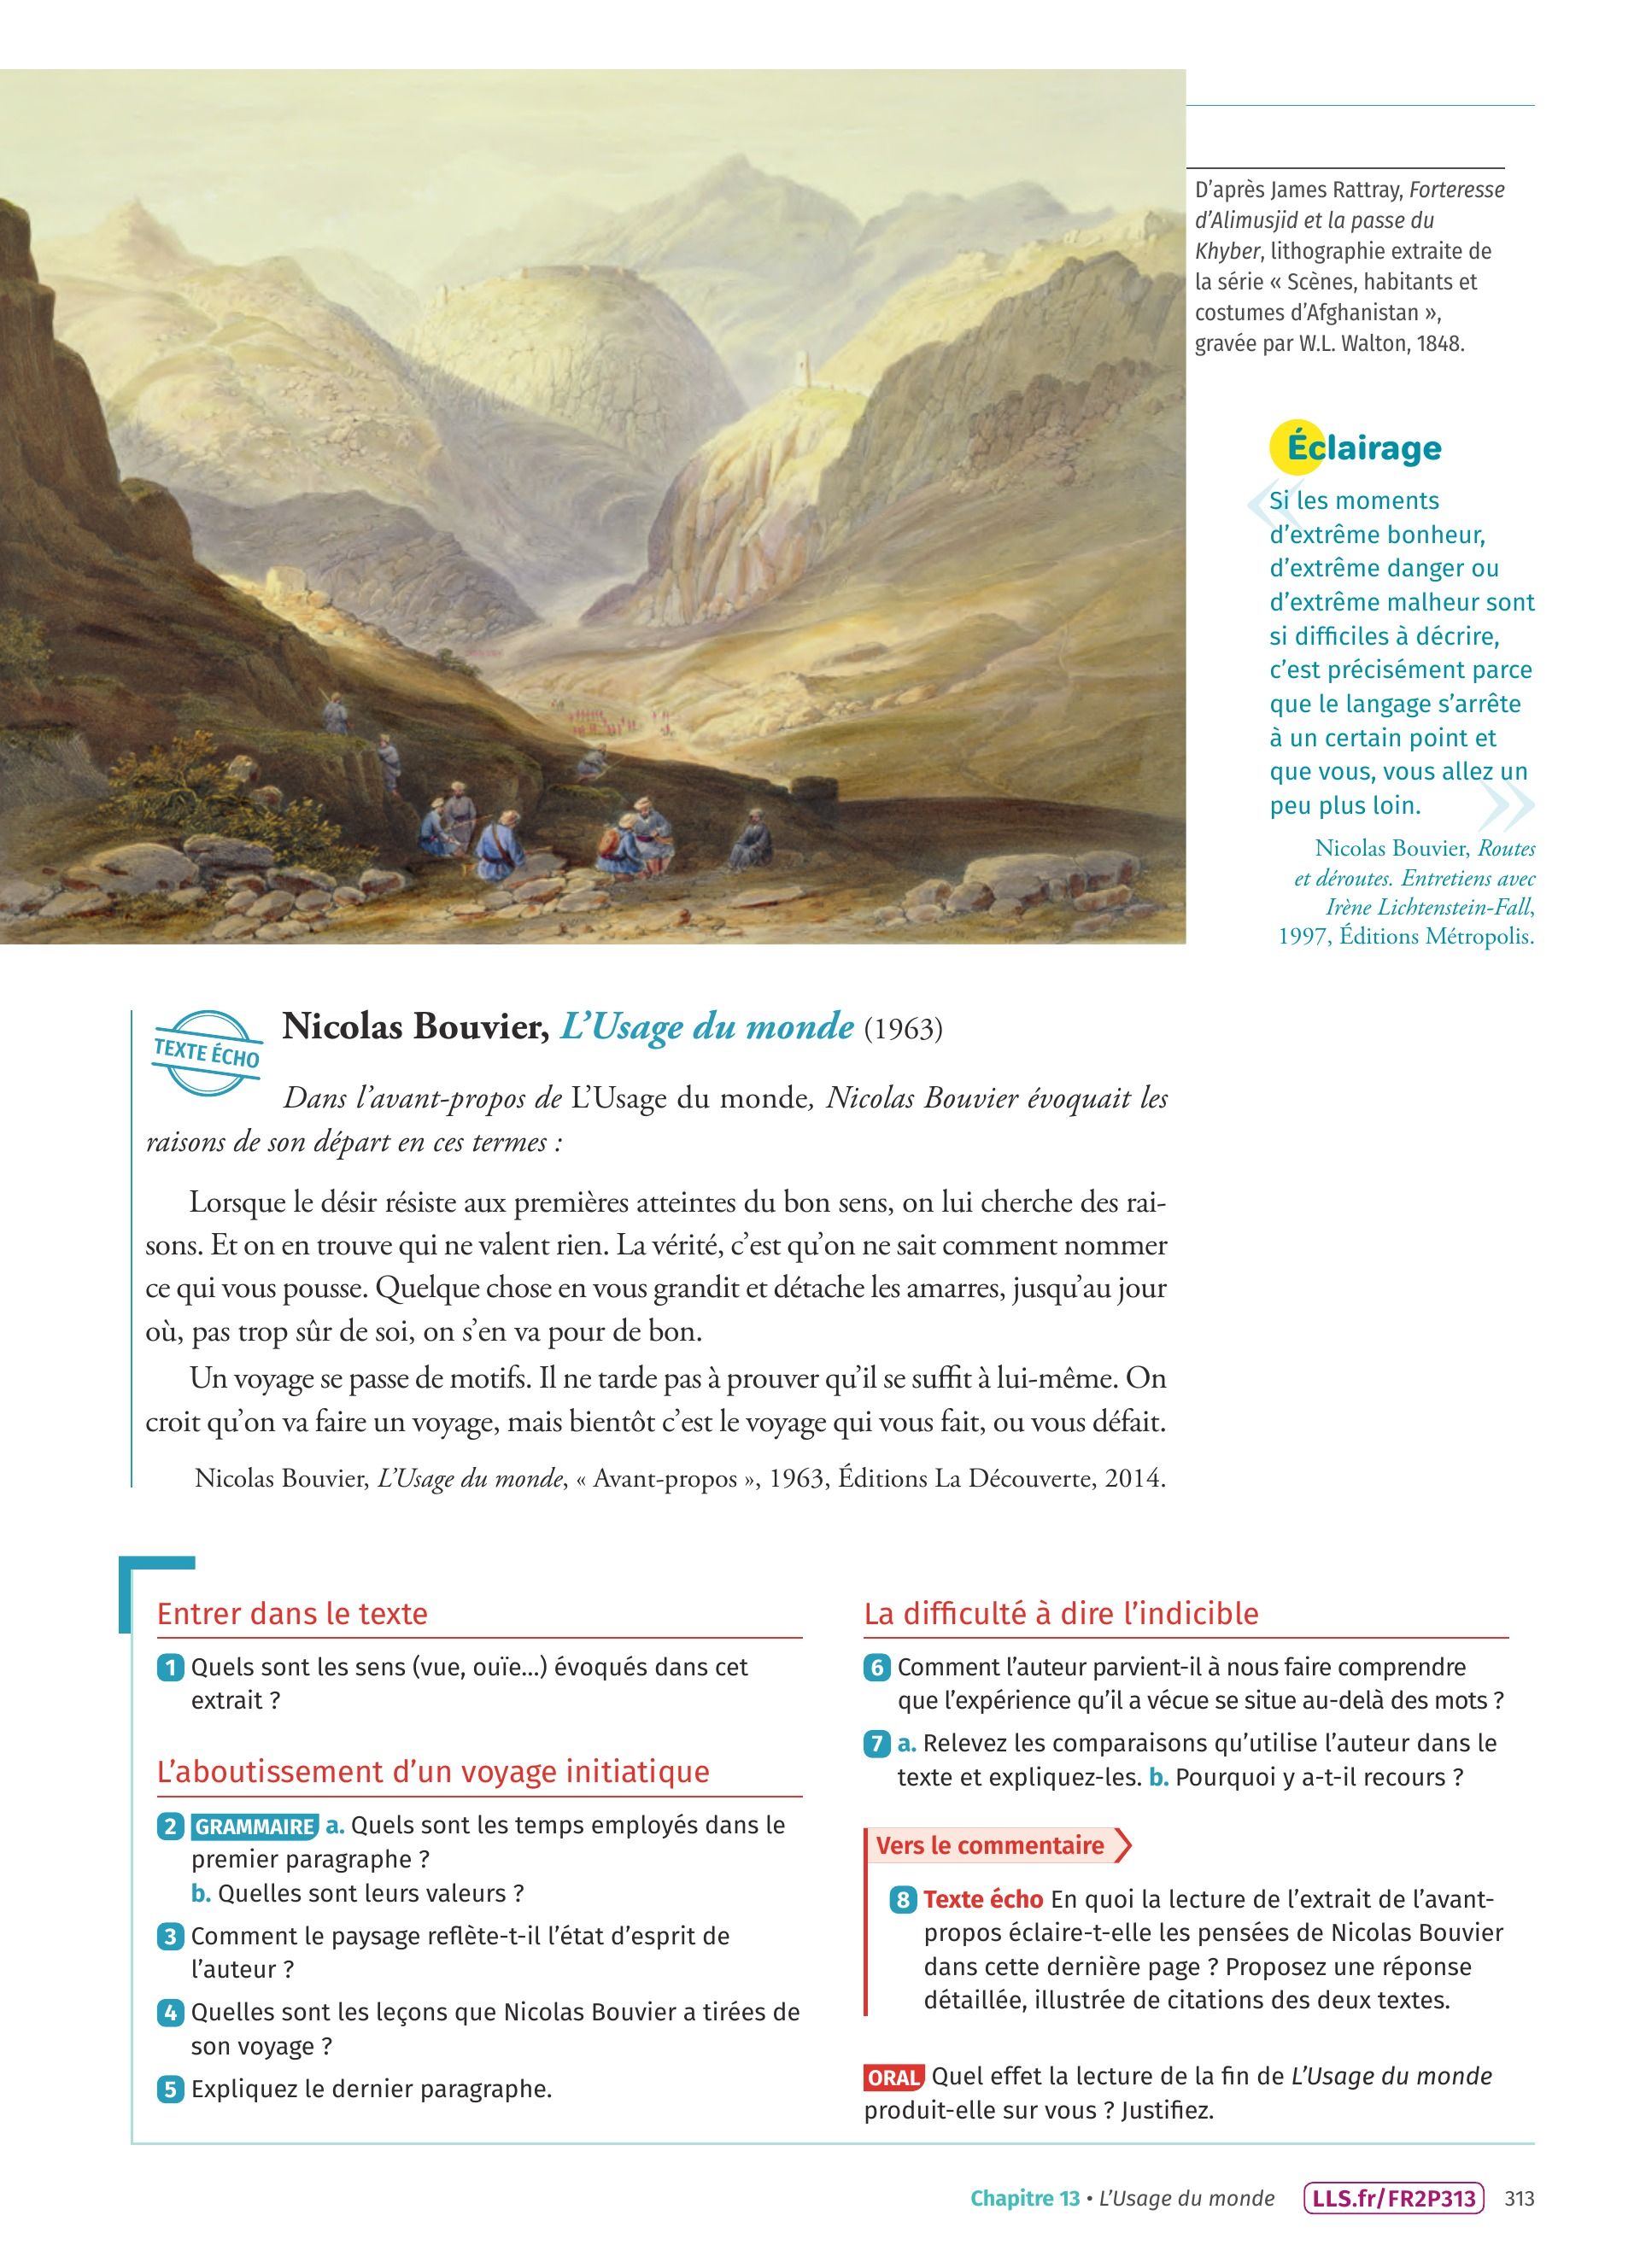 D'après James Rattray, Forteresse
d'Alimusjid et la passe du
Khyber, lithographie extraite de
la série « Scènes, habitants et
costumes d'Afghanistan »,
gravée par W.L. Walton, 1848.
Éclairage
«
Si les moments
d'extrême bonheur,
d'extrême danger ou
d'extrême malheur sont
si difficiles à décrire,
c'est précisément parce
que le langage s'arrête
à un certain point et
que vous, vous allez un
peu plus loin.
»
Nicolas Bouvier, Routes
et déroutes. Entretiens avec
Irène Lichtenstein-Fall,
1997, Éditions Métropolis.
TEXTE ÉCHO
Nicolas Bouvier, L'Usage du monde (1963)
Dans l'avant-propos de L'Usage du monde, Nicolas Bouvier évoquait les
raisons de son départ en ces termes :
Lorsque le désir résiste aux premières atteintes du bon sens, on lui cherche des rai-
sons. Et on en trouve qui ne valent rien. La vérité, c'est qu'on ne sait comment nommer
ce qui vous pousse. Quelque chose en vous grandit et détache les amarres, jusqu'au jour
où, pas trop sûr de soi, on s'en va pour de bon.
Un voyage se passe de motifs. Il ne tarde pas à prouver qu'il se suffit à lui-même. On
croit qu'on va faire un voyage, mais bientôt c'est le voyage qui vous fait, ou vous défait.
Nicolas Bouvier, L'Usage du monde, « Avant-propos », 1963, Éditions La Découverte, 2014.
Entrer dans le texte
1 Quels sont les sens (vue, ouïe…) évoqués dans cet
extrait ?
L'aboutissement d'un voyage initiatique
2 GRAMMAIRE a. Quels sont les temps employés dans le
premier paragraphe ?
b. Quelles sont leurs valeurs ?
3 Comment le paysage reflète-t-il l'état d'esprit de
l'auteur ?
4 Quelles sont les leçons que Nicolas Bouvier a tirées de
son voyage ?
5 Expliquez le dernier paragraphe.
La difficulté à dire l'indicible
6 Comment l'auteur parvient-il à nous faire comprendre
que l'expérience qu'il a vécue se situe au-delà des mots ?
7 a. Relevez les comparaisons qu'utilise l'auteur dans le
texte et expliquez-les. b. Pourquoi y a-t-il recours ?
Vers le commentaire
8 Texte écho En quoi la lecture de l'extrait de l'avant-
propos éclaire-t-elle les pensées de Nicolas Bouvier
dans cette dernière page ? Proposez une réponse
détaillée, illustrée de citations des deux textes.
ORAL Quel effet la lecture de la fin de L'Usage du monde
produit-elle sur vous ? Justifiez.
Chapitre 13 • L'Usage du monde LLS.fr/FR2P313 313